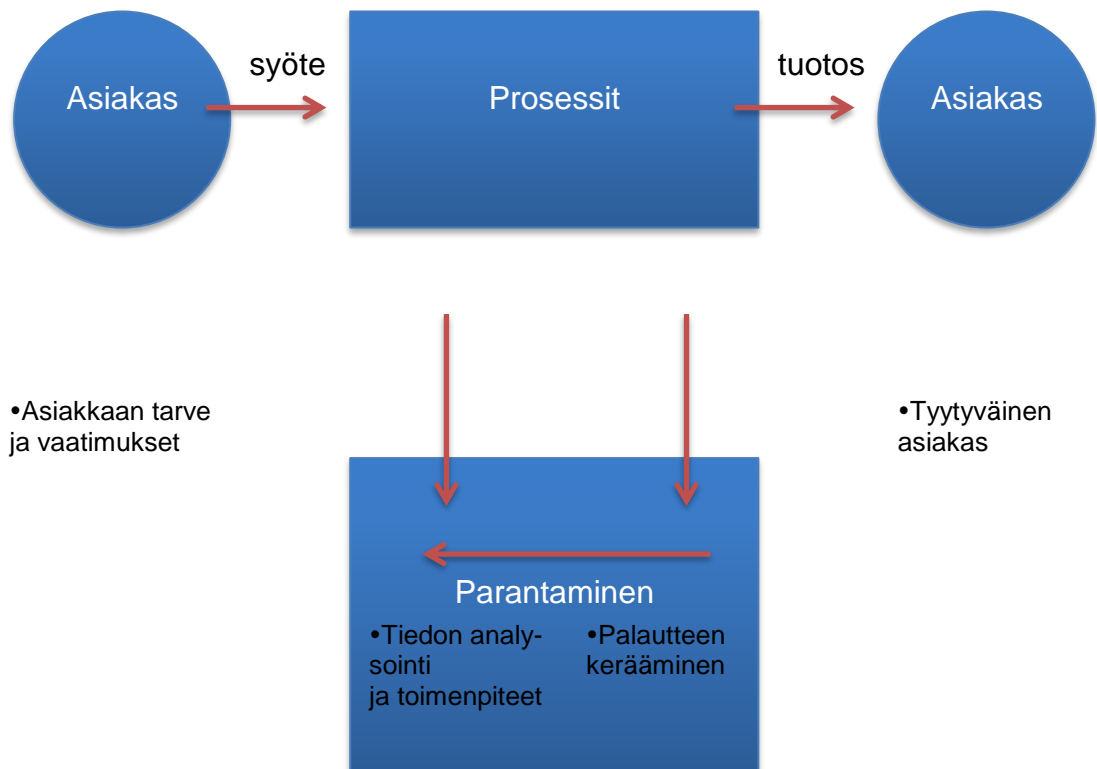 syöte
tuotos
Asiakas
Prosessit
Asiakas
•Asiakkaan tarve
ja vaatimukset
•Tyytyväinen
asiakas
Parantaminen
•Tiedon analy-
sointi
ja toimenpiteet
•Palautteen
kerääminen